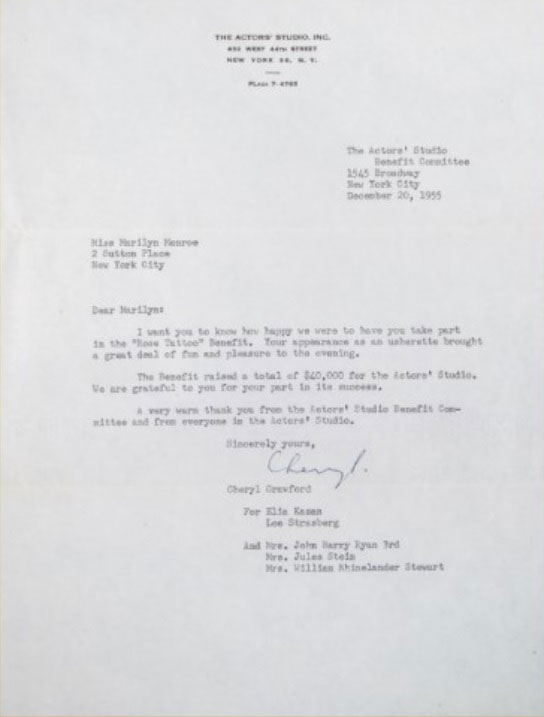 THE ACTORS' STUDIO, INC.
432 WEST 44TH STREET
NEW YORK 36, N. Y.
PLAZA 7-4795
The Actors' Studio
Benefit Committee
1545 Broadway
New York City
December 20, 1955
Miss Marilyn Monroe
2 Sutton Place
New York City
Dear Marilyn:
I want you to know how happy we were to have you take part
in the "Rose Tattoo" Benefit. Your appearance as an usherette brought
a great deal of fun and pleasure to the evening.
The Benefit raised a total of $40,000 for the Actors' Studio.
We are grateful to you for your part in its success.
A very warm thank you from the Actors' Studio Benefit Com-
mittee and from everyone in the Actors' Studio.
Sincerely yours,
Cheryl.
Cheryl Crawford
For Elia Kazan
Lee Strasberg
And Mrs. John Barry Ryan 3rd
Mrs. Jules Stein
Mrs. William Rhinelander Stewart